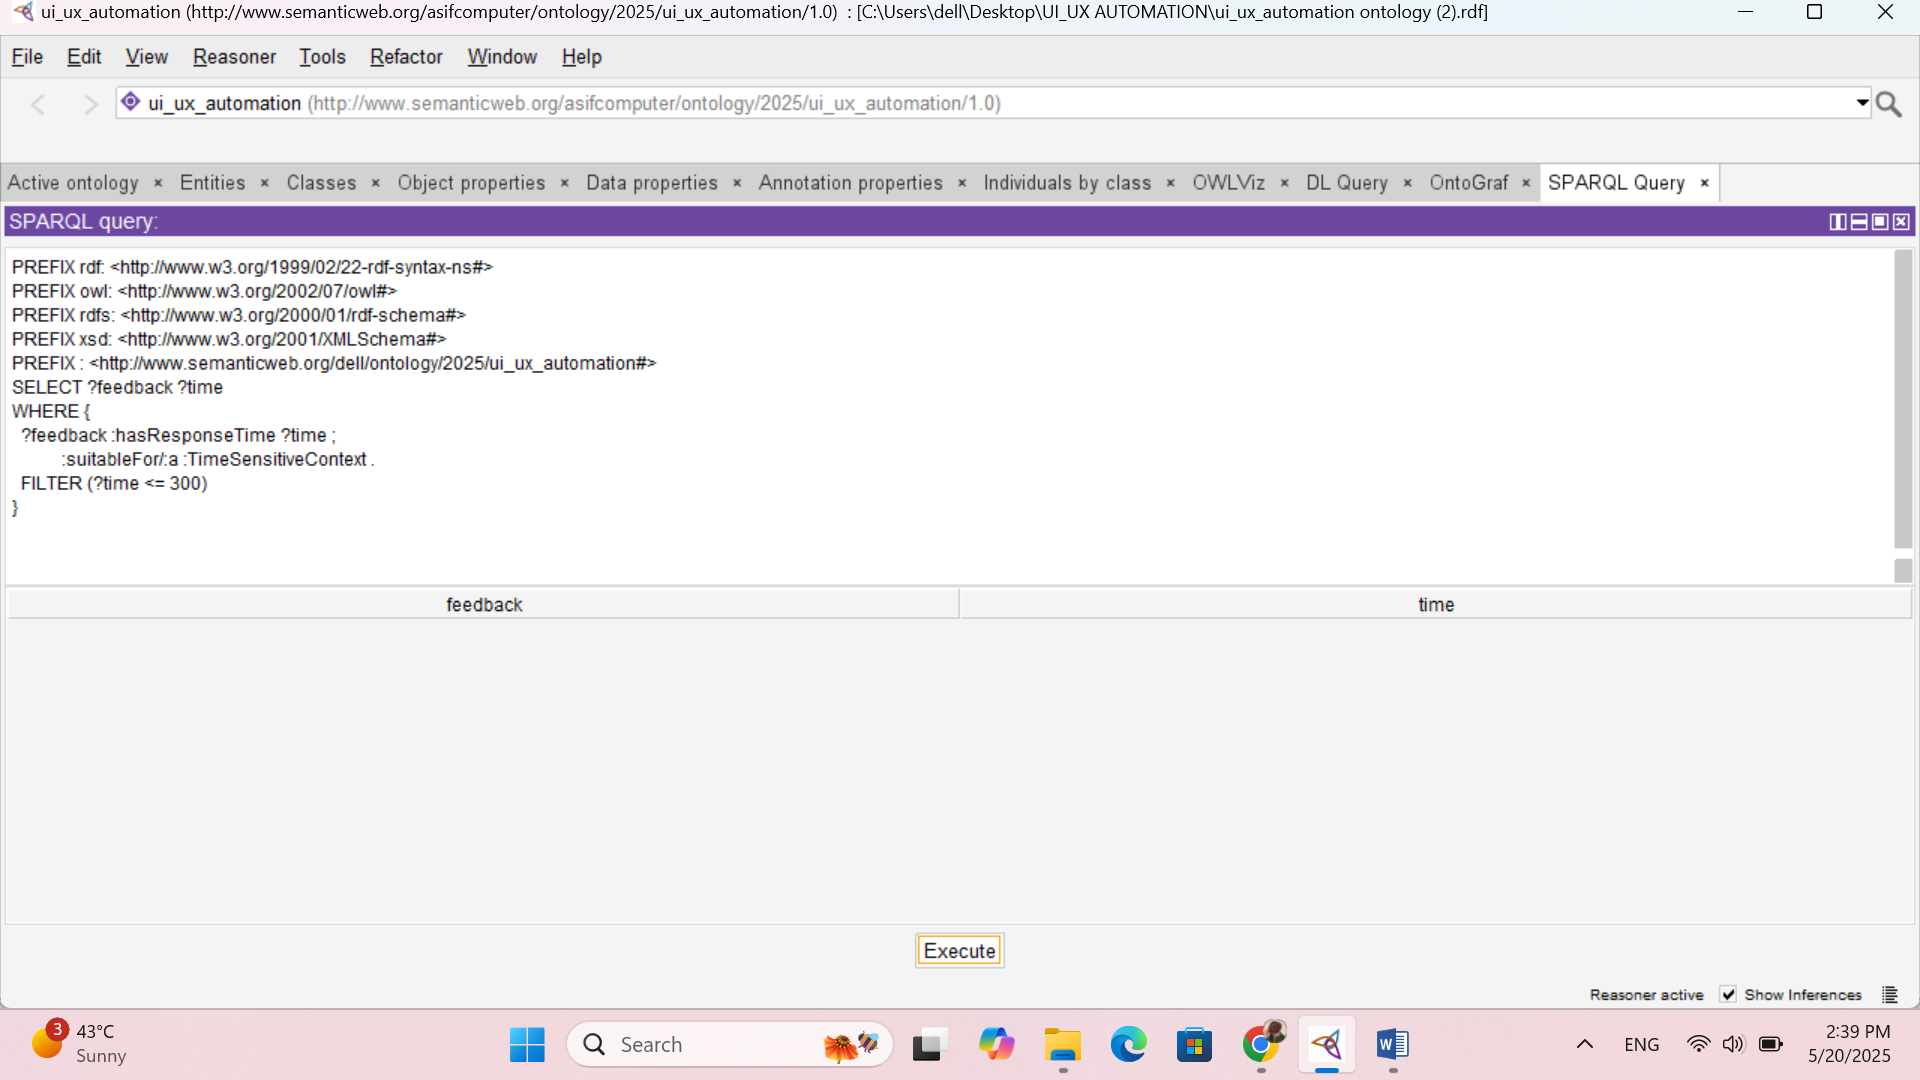 ui_ux_automation (http://www.semanticweb.org/asifcomputer/ontology/2025/ui_ux_automation/1.0) : [C:\Users\dell\Desktop\UI_UX AUTOMATION\ui_ux_automation ontology (2).rdf]
File Edit View Reasoner Tools Refactor Window Help
ui_ux_automation (http://www.semanticweb.org/asifcomputer/ontology/2025/ui_ux_automation/1.0)
Active ontology × Entities × Classes × Object properties × Data properties × Annotation properties × Individuals by class × OWLViz × DL Query × OntoGraf × SPARQL Query ×
SPARQL query:
PREFIX rdf: <http://www.w3.org/1999/02/22-rdf-syntax-ns#>
PREFIX owl: <http://www.w3.org/2002/07/owl#>
PREFIX rdfs: <http://www.w3.org/2000/01/rdf-schema#>
PREFIX xsd: <http://www.w3.org/2001/XMLSchema#>
PREFIX : <http://www.semanticweb.org/dell/ontology/2025/ui_ux_automation#>
SELECT ?feedback ?time
WHERE {
?feedback :hasResponseTime ?time ;
:suitableFor/:a :TimeSensitiveContext .
FILTER (?time <= 300)
}
feedback time
Execute
Reasoner active Show Inferences
3 43°C
Sunny
Search
ENG
2:39 PM
5/20/2025